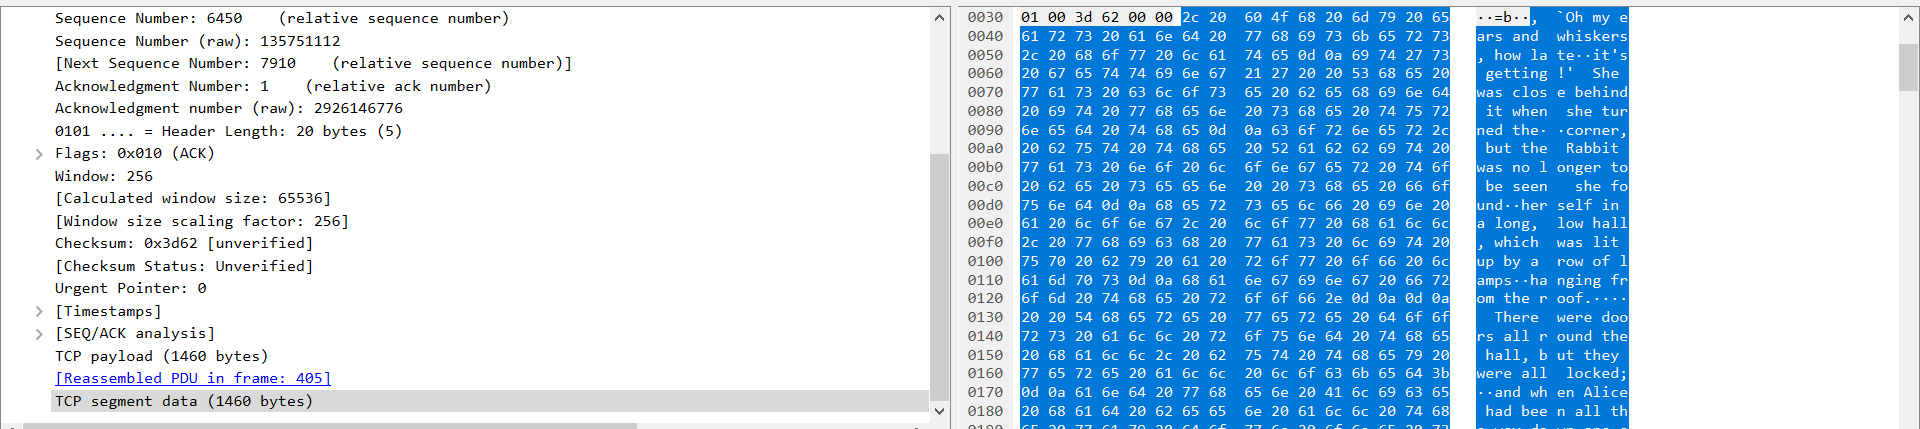 Sequence Number: 6450    (relative sequence number)
Sequence Number (raw): 135751112
[Next Sequence Number: 7910    (relative sequence number)]
Acknowledgment Number: 1    (relative ack number)
Acknowledgment number (raw): 2926146776
0101 .... = Header Length: 20 bytes (5)
Flags: 0x010 (ACK)
Window: 256
[Calculated window size: 65536]
[Window size scaling factor: 256]
Checksum: 0x3d62 [unverified]
[Checksum Status: Unverified]
Urgent Pointer: 0
[Timestamps]
[SEQ/ACK analysis]
TCP payload (1460 bytes)
[Reassembled PDU in frame: 405]
TCP segment data (1460 bytes)
0030 01 00 3d 62 00 00 2c 20 60 4f 68 20 6d 79 20 65 ··=b··, `Oh my e
0040 61 72 73 20 61 6e 64 20 77 68 69 73 6b 65 72 73 ars and whiskers
0050 2c 20 68 6f 77 20 6c 61 74 65 0d 0a 69 74 27 73 , how la te··it's
0060 20 67 65 74 74 69 6e 67 21 27 20 20 53 68 65 20 getting !'  She
0070 77 61 73 20 63 6c 6f 73 65 20 62 65 68 69 6e 64 was clos e behind
0080 20 69 74 20 77 68 65 6e 20 73 68 65 20 74 75 72 it when she tur
0090 6e 65 64 20 74 68 65 0d 0a 63 6f 72 6e 65 72 2c ned the· ·corner,
00a0 20 62 75 74 20 74 68 65 20 52 61 62 62 69 74 20 but the Rabbit
00b0 77 61 73 20 6e 6f 20 6c 6f 6e 67 65 72 20 74 6f was no l onger to
00c0 20 62 65 20 73 65 65 6e 20 20 73 68 65 20 66 6f be seen  she fo
00d0 75 6e 64 0d 0a 68 65 72 73 65 6c 66 20 69 6e 20 und··her self in
00e0 61 20 6c 6f 6e 67 2c 20 6c 6f 77 20 68 61 6c 6c a long, low hall
00f0 2c 20 77 68 69 63 68 20 77 61 73 20 6c 69 74 20 , which was lit
0100 75 70 20 62 79 20 61 20 72 6f 77 20 6f 66 20 6c up by a row of l
0110 61 6d 70 73 0d 0a 68 61 6e 67 69 6e 67 20 66 72 amps··ha nging fr
0120 6f 6d 20 74 68 65 20 72 6f 6f 66 2e 0d 0a 0d 0a om the r oof.····
0130 20 20 54 68 65 72 65 20 77 65 72 65 20 64 6f 6f There were doo
0140 72 73 20 61 6c 6c 20 72 6f 75 6e 64 20 74 68 65 rs all r ound the
0150 20 68 61 6c 6c 2c 20 62 75 74 20 74 68 65 79 20 hall, b ut they
0160 77 65 72 65 20 61 6c 6c 20 6c 6f 63 6b 65 64 3b were all locked;
0170 0d 0a 61 6e 64 20 77 68 65 6e 20 41 6c 69 63 65 ··and wh en Alice
0180 20 68 61 64 20 62 65 65 6e 20 61 6c 6c 20 74 68 had bee n all th